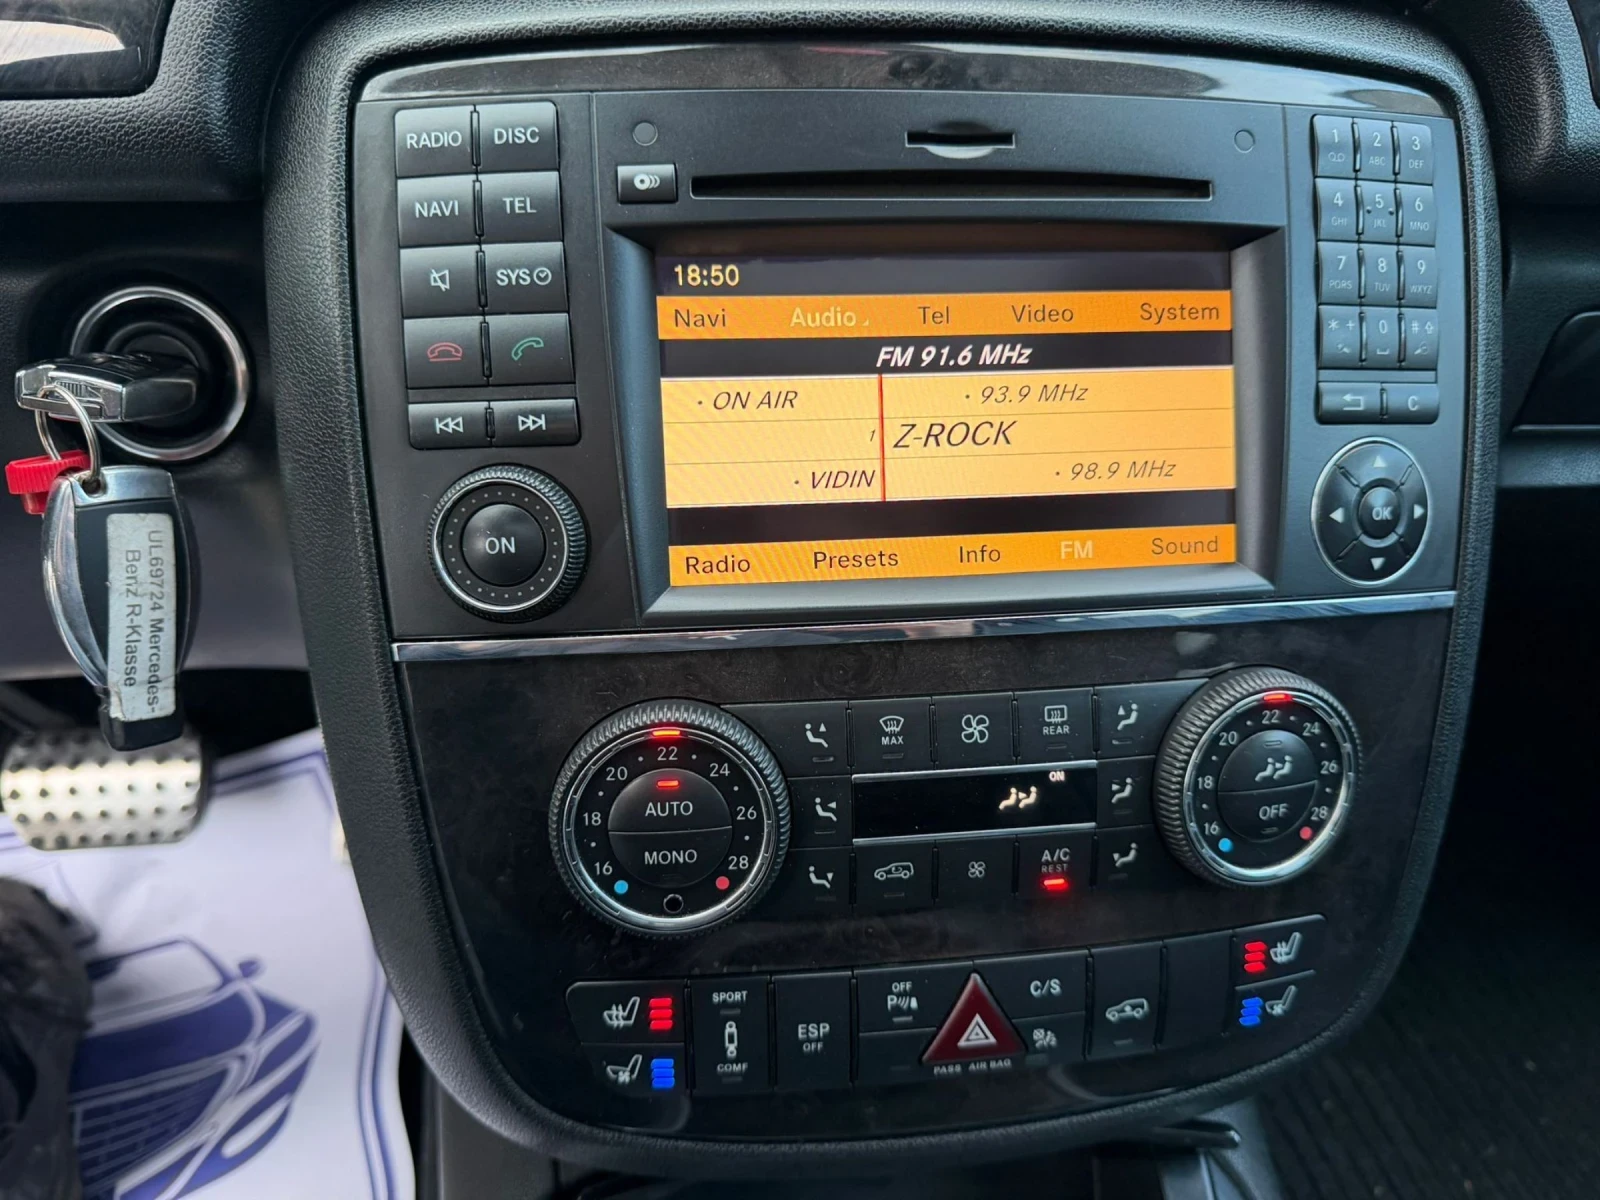 RADIO DISC
NAVI TEL
SYS
ON
18:50
Navi Audio Tel Video System
FM 91.6 MHz
· ON AIR · 93.9 MHz
1 Z-ROCK
· VIDIN · 98.9 MHz
Radio Presets Info FM Sound
1 2 ABC 3 DEF
4 GHI 5 JKL 6 MNO
7 PQRS 8 TUV 9 WXYZ
* + 0 #
C
OK
UL69724 Mercedes-
Benz R-Klasse
16 18 20 22 24 26 28
AUTO
MONO
MAX
REAR
ON
A/C
REST
16 18 20 22 24 26 28
OFF
SPORT
COMF
ESP
OFF
OFF
P
C/S
PASS AIR BAG